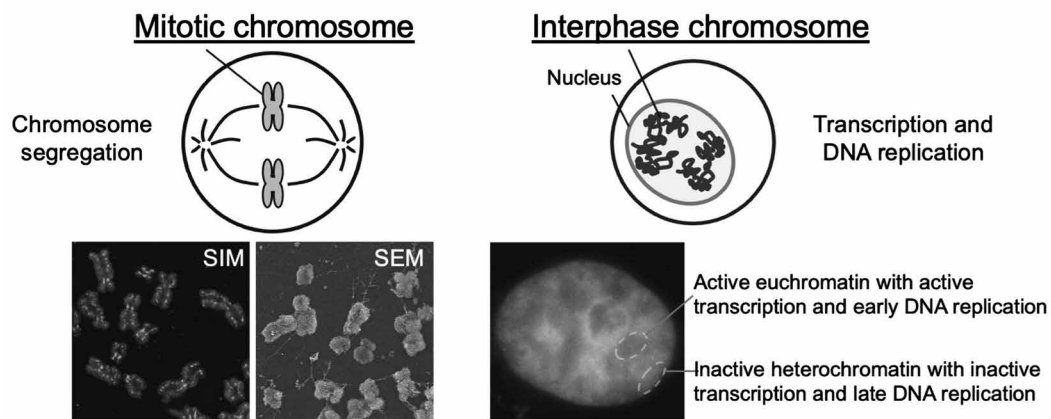 Mitotic chromosome
Interphase chromosome
Nucleus
Chromosome
segregation
Transcription and
DNA replication
SIM
SEM
Active euchromatin with active
transcription and early DNA replication
Inactive heterochromatin with inactive
transcription and late DNA replication